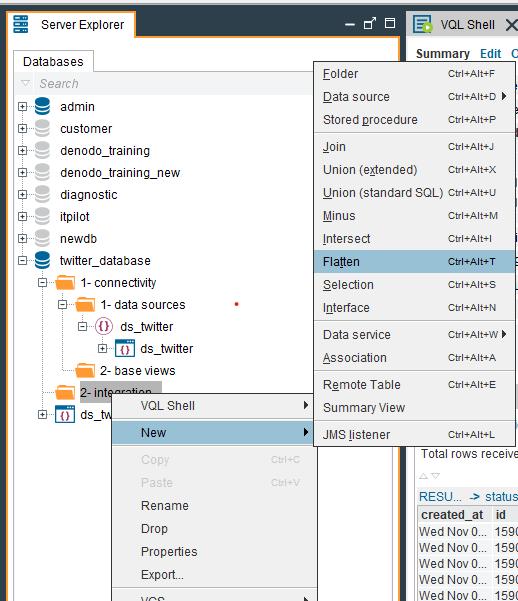 Server Explorer
VQL Shell
Databases
Search
Summary Edit
admin
customer
denodo_training
denodo_training_new
diagnostic
itpilot
newdb
twitter_database
1- connectivity
1- data sources
ds_twitter
ds_twitter
2- base views
2- integration
ds_tw
Folder Ctrl+Alt+F
Data source Ctrl+Alt+D
Stored procedure Ctrl+Alt+P
Join Ctrl+Alt+J
Union (extended) Ctrl+Alt+X
Union (standard SQL) Ctrl+Alt+U
Minus Ctrl+Alt+M
Intersect Ctrl+Alt+I
Flatten Ctrl+Alt+T
Selection Ctrl+Alt+S
Interface Ctrl+Alt+N
Data service Ctrl+Alt+W
Association Ctrl+Alt+A
Remote Table Ctrl+Alt+E
Summary View
JMS listener Ctrl+Alt+L
VQL Shell
New
Copy Ctrl+C
Paste Ctrl+V
Rename
Drop
Properties
Export...
VCS
Total rows receive
RESU... -> status
created_at id
Wed Nov 0... 1590
Wed Nov 0... 1590
Wed Nov 0... 1590
Wed Nov 0... 1590
Wed Nov 0... 1590